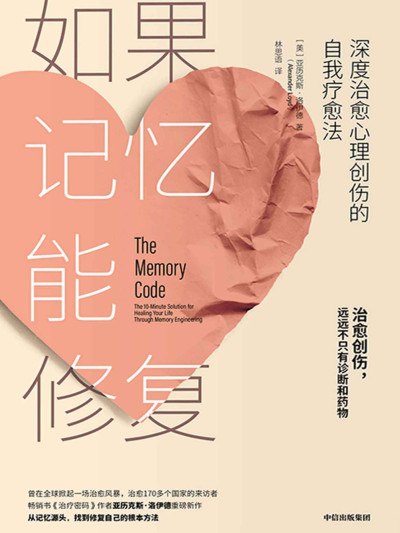 如果
记忆
能
修复
The
Memory
Code
The 10-Minute Solution for
Healing Your Life
Through Memory Engineering
深度治愈心理创伤的
自我疗愈法
[美] 亚历克斯·洛伊德 著
(Alexander Loyd)
林思语 译
治愈创伤，
远远不只有诊断和药物
曾在全球掀起一场治愈风暴，治愈170多个国家的来访者
畅销书《治疗密码》作者亚历克斯·洛伊德重磅新作
从记忆源头，找到修复自己的根本方法
中信出版集团